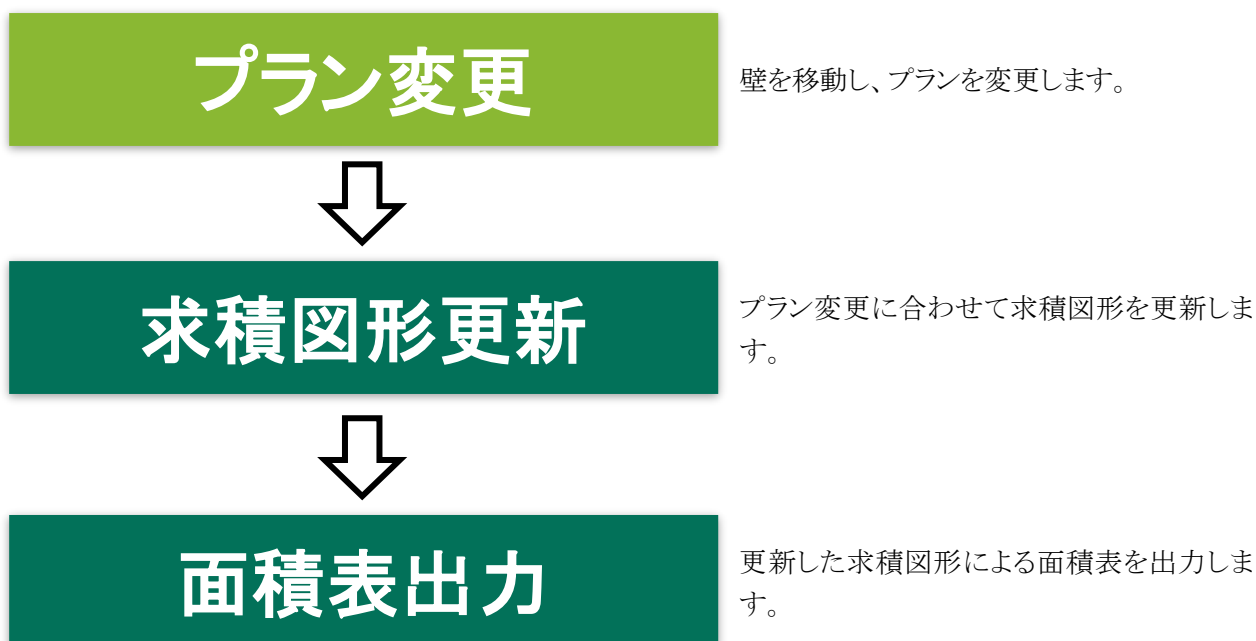 プラン変更
壁を移動し、プランを変更します。
求積図形更新
プラン変更に合わせて求積図形を更新しま
す。
面積表出力
更新した求積図形による面積表を出力しま
す。